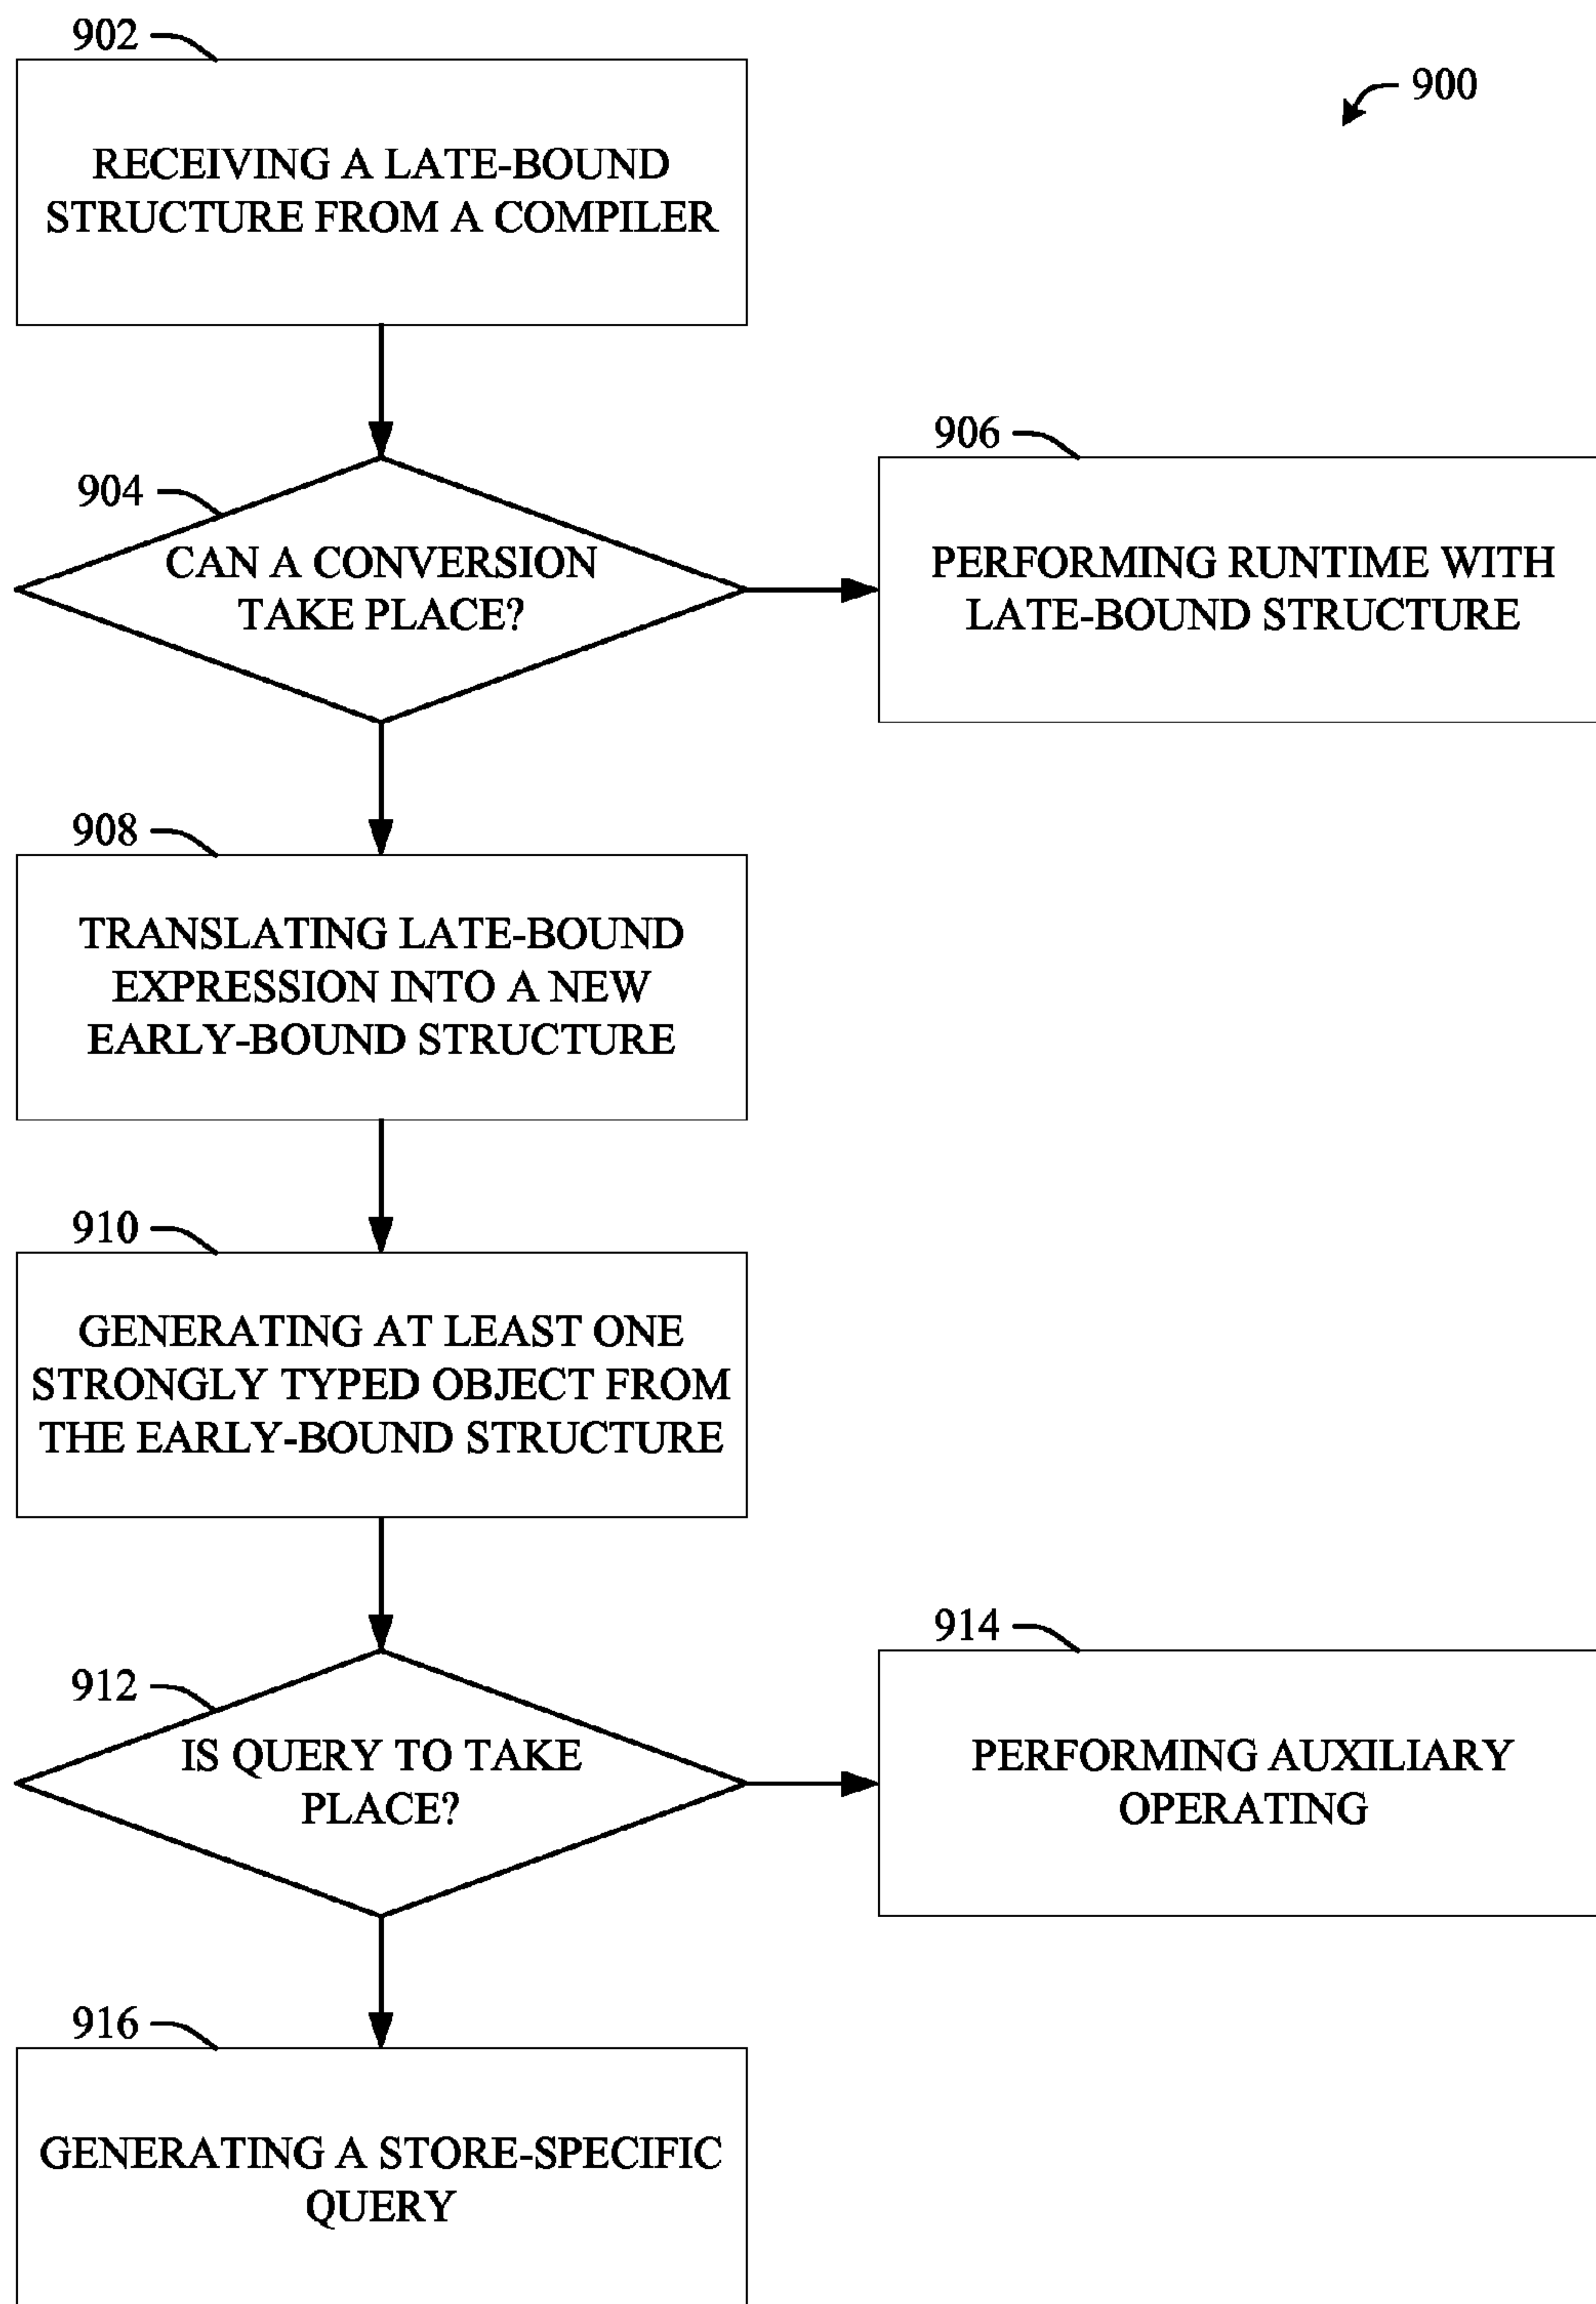 902
900
RECEIVING A LATE-BOUND
STRUCTURE FROM A COMPILER
904
CAN A CONVERSION
TAKE PLACE?
906
PERFORMING RUNTIME WITH
LATE-BOUND STRUCTURE
908
TRANSLATING LATE-BOUND
EXPRESSION INTO A NEW
EARLY-BOUND STRUCTURE
910
GENERATING AT LEAST ONE
STRONGLY TYPED OBJECT FROM
THE EARLY-BOUND STRUCTURE
912
IS QUERY TO TAKE
PLACE?
914
PERFORMING AUXILIARY
OPERATING
916
GENERATING A STORE-SPECIFIC
QUERY